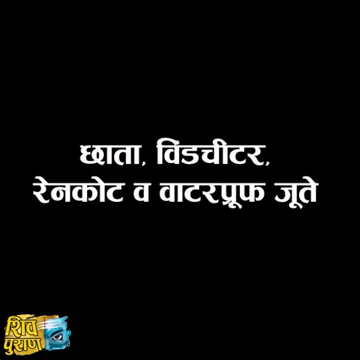 छाता, विंडचीटर,
रेनकोट व वाटरप्रूफ जूते
शिव
पुराण